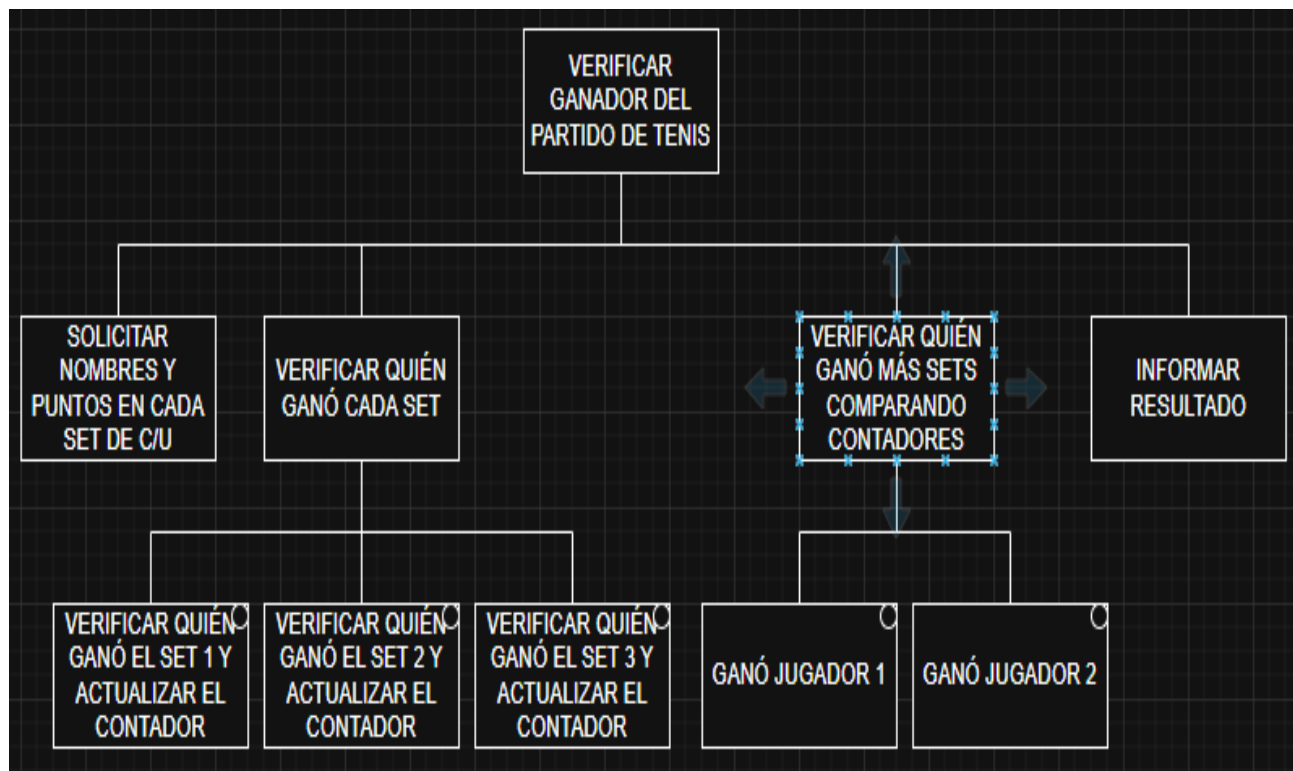 VERIFICAR
GANADOR DEL
PARTIDO DE TENIS
SOLICITAR
NOMBRES Y
PUNTOS EN CADA
SET DE C/U
VERIFICAR QUIÉN
GANÓ CADA SET
VERIFICAR QUIÉN
GANÓ MÁS SETS
COMPARANDO
CONTADORES
INFORMAR
RESULTADO
VERIFICAR QUIÉN
GANÓ EL SET 1 Y
ACTUALIZAR EL
CONTADOR
VERIFICAR QUIÉN
GANÓ EL SET 2 Y
ACTUALIZAR EL
CONTADOR
VERIFICAR QUIÉN
GANÓ EL SET 3 Y
ACTUALIZAR EL
CONTADOR
GANÓ JUGADOR 1
GANÓ JUGADOR 2